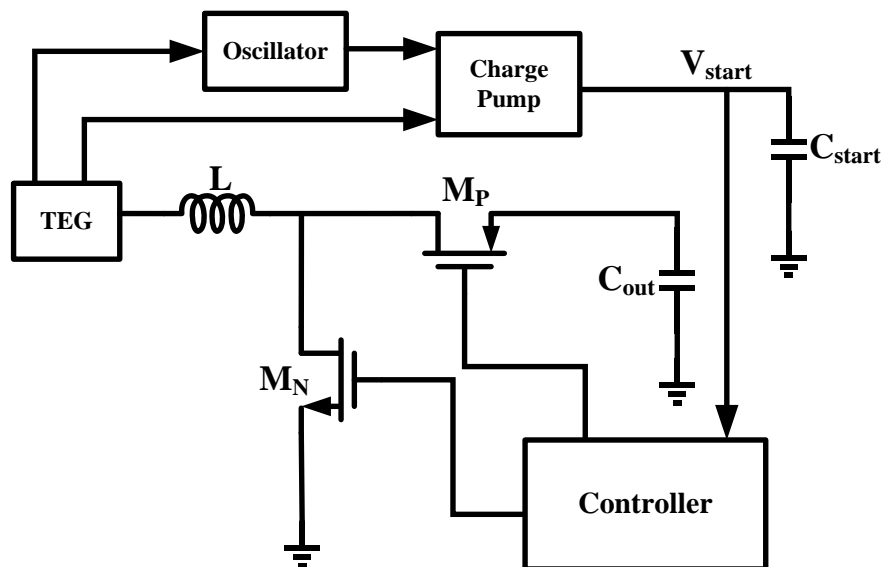 Oscillator
Charge
Pump
Vstart
Cstart
TEG
L
MP
Cout
MN
Controller